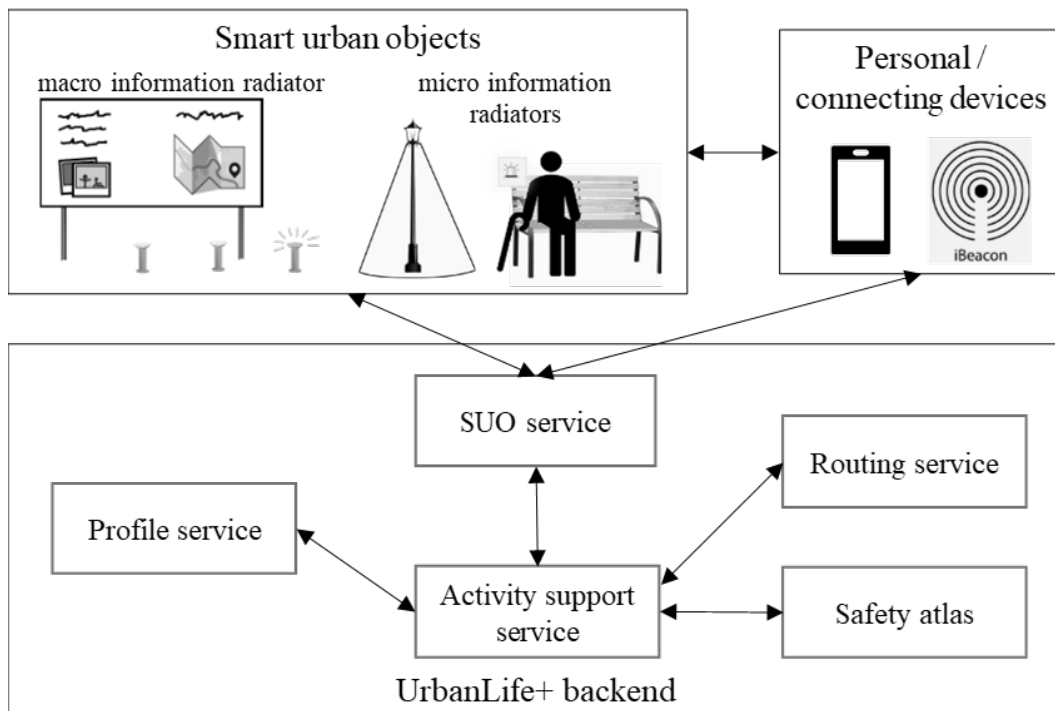 Smart urban objects
macro information radiator
micro information
radiators
Personal /
connecting devices
iBeacon
SUO service
Routing service
Profile service
Activity support
service
Safety atlas
UrbanLife+ backend